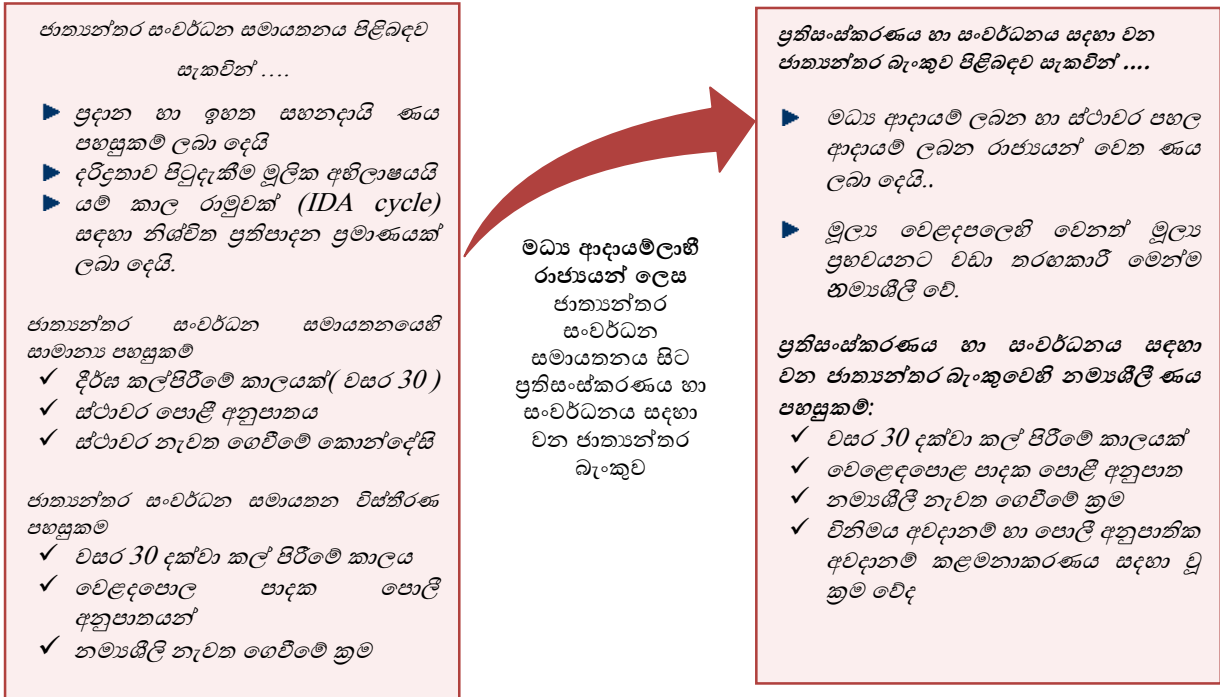 ජාත්‍යන්තර සංවර්ධන සමායතනය පිළිබඳව
සැකවින් ....
ප්‍රදාන හා ඉහත සහනදායි ණය
පහසුකම් ලබා දෙයි
දරිද්‍රතාව පිටුදැකීම මූලික අභිලාෂයයි
යම් කාල රාමුවක් (IDA cycle)
සඳහා නිශ්චිත ප්‍රතිපාදන ප්‍රමාණයක්
ලබා දෙයි.
ජාත්‍යන්තර සංවර්ධන සමායතනයෙහි
සාමාන්‍ය පහසුකම්
දීර්ඝ කල්පිරීමේ කාලයක්( වසර 30 )
ස්ථාවර පොළී අනුපාතය
ස්ථාවර නැවත ගෙවීමේ කොන්දේසි
ජාත්‍යන්තර සංවර්ධන සමායතන විස්තීරණ
පහසුකම
වසර 30 දක්වා කල් පිරීමේ කාලය
වෙළදපොල පාදක පොලී
අනුපාතයන්
නම්‍යශීලි නැවත ගෙවීමේ ක්‍රම
මධ්‍ය ආදායම්ලාභී
රාජ්‍යයන් ලෙස
ජාත්‍යන්තර
සංවර්ධන
සමායතනය සිට
ප්‍රතිසංස්කරණය හා
සංවර්ධනය සදහා
වන ජාත්‍යන්තර
බැංකුව
ප්‍රතිසංස්කරණය හා සංවර්ධනය සදහා වන
ජාත්‍යන්තර බැංකුව පිළිබඳව සැකවින් ....
මධ්‍ය ආදායම් ලබන හා ස්ථාවර පහල
ආදායම් ලබන රාජ්‍යයන් වෙත ණය
ලබා දෙයි..
මූල්‍ය වෙළදපලෙහි වෙනත් මූල්‍ය
ප්‍රභවයනට වඩා තරඟකාරී මෙන්ම
නම්‍යශීලී වේ.
ප්‍රතිසංස්කරණය හා සංවර්ධනය සඳහා
වන ජාත්‍යන්තර බැංකුවෙහි නම්‍යශීලී ණය
පහසුකම්:
වසර 30 දක්වා කල් පිරීමේ කාලයක්
වෙළෙඳපොළ පාදක පොළී අනුපාත
නම්‍යශීලී නැවත ගෙවීමේ ක්‍රම
විනිමය අවදානම් හා පොලී අනුපාතික
අවදානම් කළමනාකරණය සදහා වූ
ක්‍රම වේද